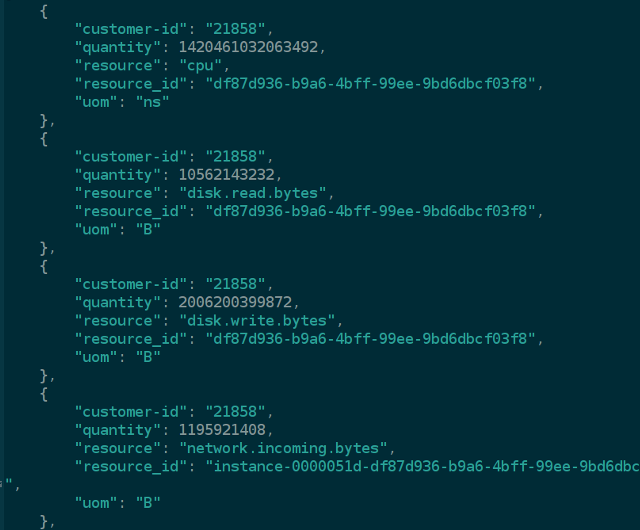 {
"customer-id": "21858",
"quantity": 1420461032063492,
"resource": "cpu",
"resource_id": "df87d936-b9a6-4bff-99ee-9bd6dbcf03f8",
"uom": "ns"
},
{
"customer-id": "21858",
"quantity": 10562143232,
"resource": "disk.read.bytes",
"resource_id": "df87d936-b9a6-4bff-99ee-9bd6dbcf03f8",
"uom": "B"
},
{
"customer-id": "21858",
"quantity": 2006200399872,
"resource": "disk.write.bytes",
"resource_id": "df87d936-b9a6-4bff-99ee-9bd6dbcf03f8",
"uom": "B"
},
{
"customer-id": "21858",
"quantity": 1195921408,
"resource": "network.incoming.bytes",
"resource_id": "instance-0000051d-df87d936-b9a6-4bff-99ee-9bd6dbc
",
"uom": "B"
},